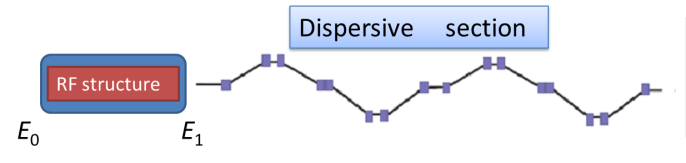 Dispersive section
RF structure
E0 E1